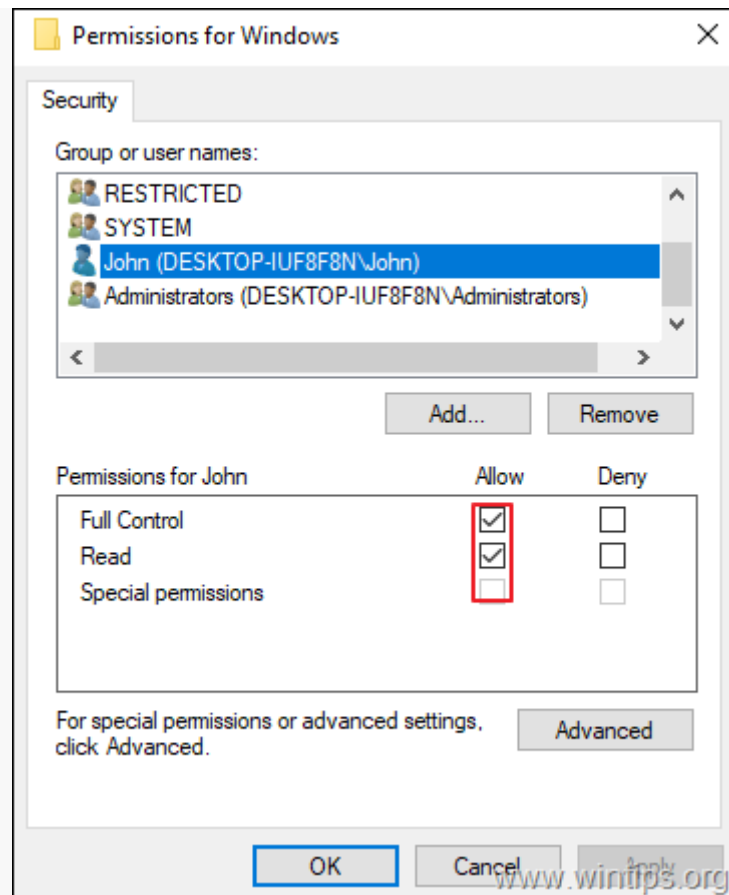 Permissions for Windows
Security
Group or user names:
RESTRICTED
SYSTEM
John (DESKTOP-IUF8F8N\John)
Administrators (DESKTOP-IUF8F8N\Administrators)
Add... Remove
Permissions for John Allow Deny
Full Control
Read
Special permissions
For special permissions or advanced settings,
click Advanced.
Advanced
OK Cancel Apply
www.wintips.org